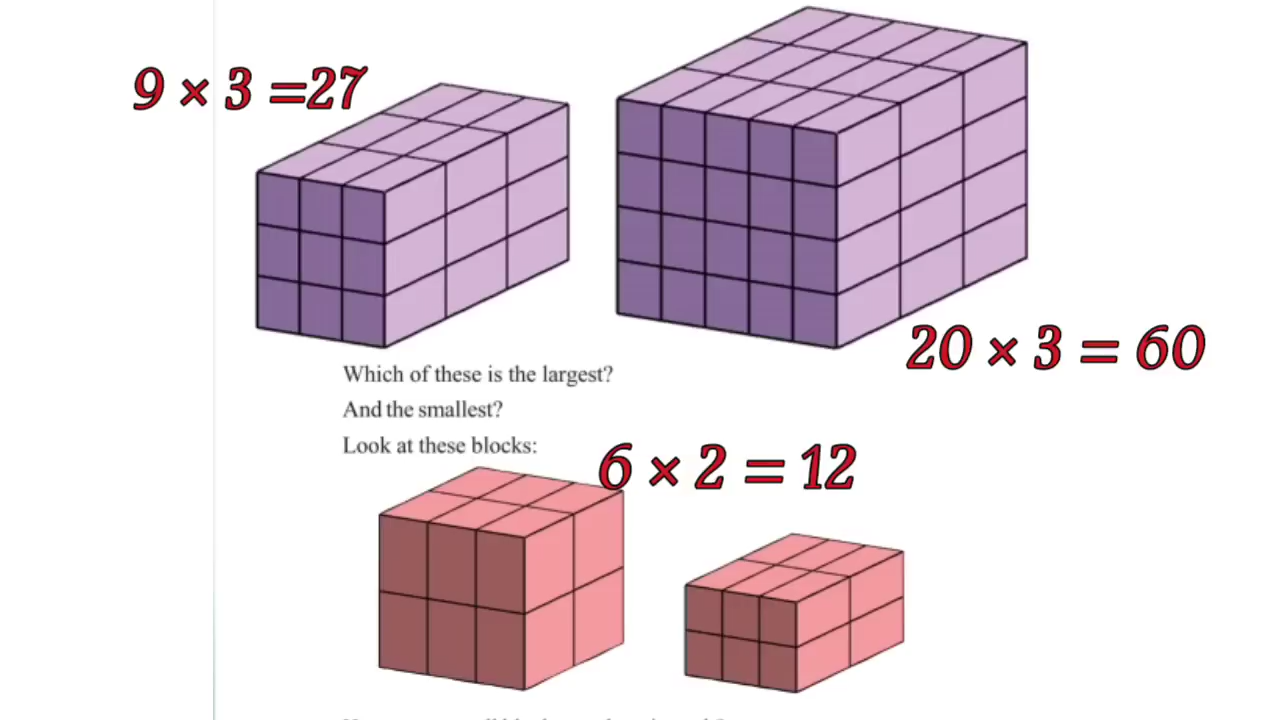 9 × 3 =27
20 × 3 = 60
Which of these is the largest?
And the smallest?
Look at these blocks:
6 × 2 = 12